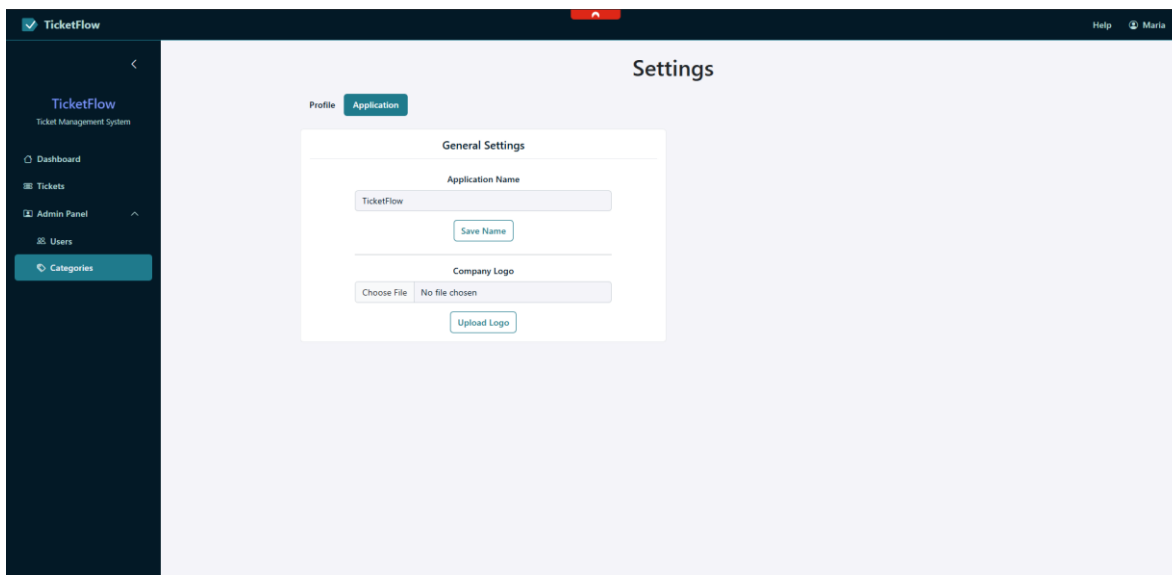 TicketFlow
Help Maria
TicketFlow
Ticket Management System
Dashboard
Tickets
Admin Panel
Users
Categories
Settings
Profile Application
General Settings
Application Name
TicketFlow
Save Name
Company Logo
Choose File No file chosen
Upload Logo